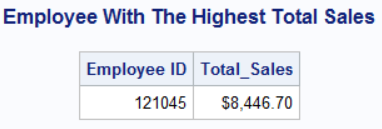 Employee With The Highest Total Sales
Employee ID Total_Sales
121045 $8,446.70